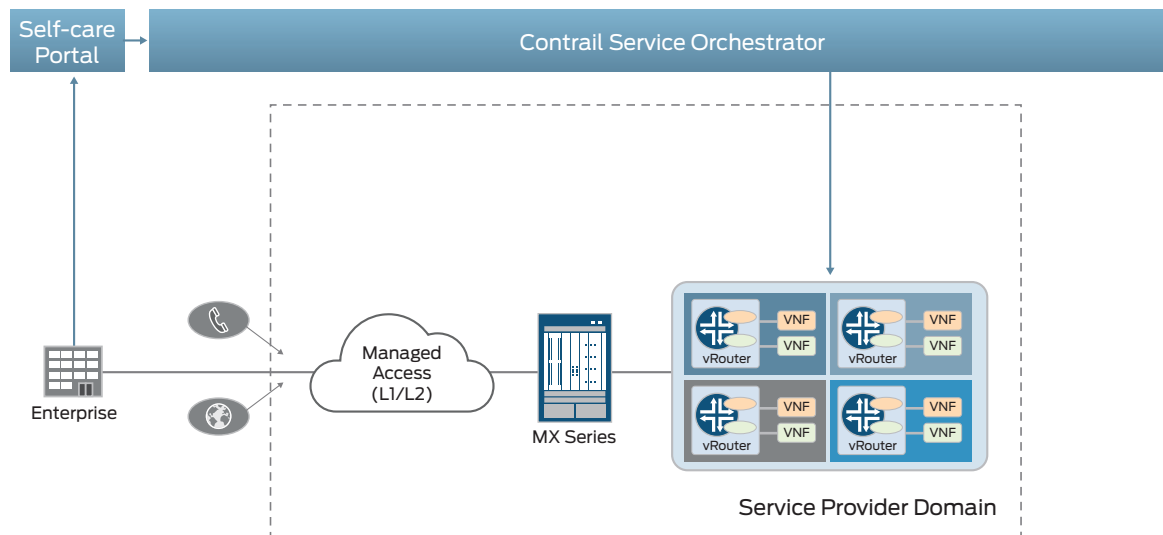 Self-care
Portal
Contrail Service Orchestrator
Enterprise
Managed
Access
(L1/L2)
MX Series
vRouter
VNF
VNF
vRouter
VNF
VNF
vRouter
VNF
VNF
vRouter
VNF
VNF
Service Provider Domain